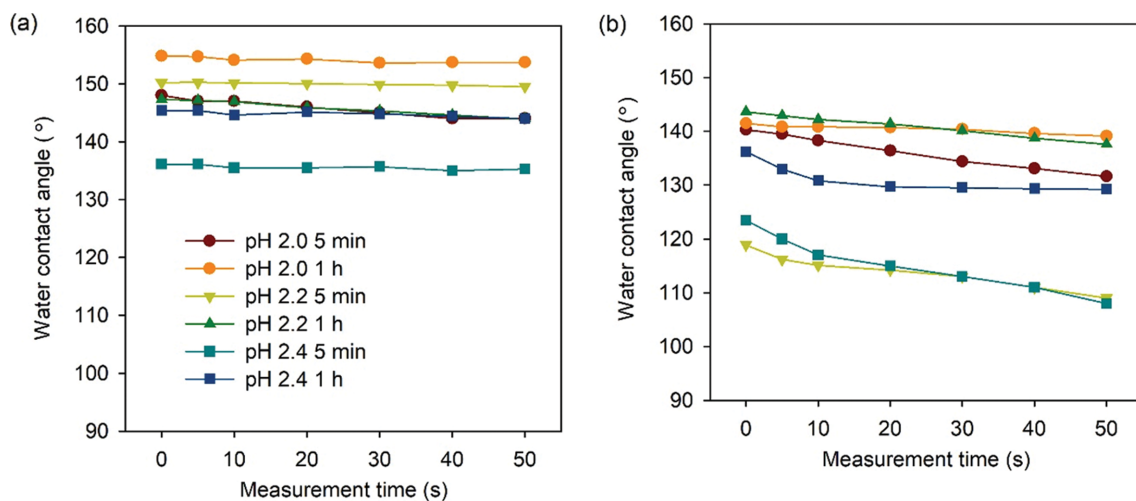 (a)
160
150
140
130
120
110
100
90
Water contact angle (°)
pH 2.0 5 min
pH 2.0 1 h
pH 2.2 5 min
pH 2.2 1 h
pH 2.4 5 min
pH 2.4 1 h
0 10 20 30 40 50
Measurement time (s)
(b)
160
150
140
130
120
110
100
90
Water contact angle (°)
0 10 20 30 40 50
Measurement time (s)